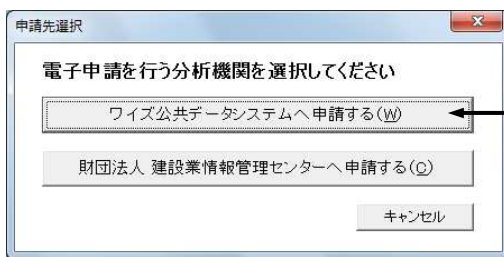 申請先選択
電子申請を行う分析機関を選択してください
ワイズ公共データシステムへ申請する(W)
財団法人 建設業情報管理センターへ申請する(C)
キャンセル